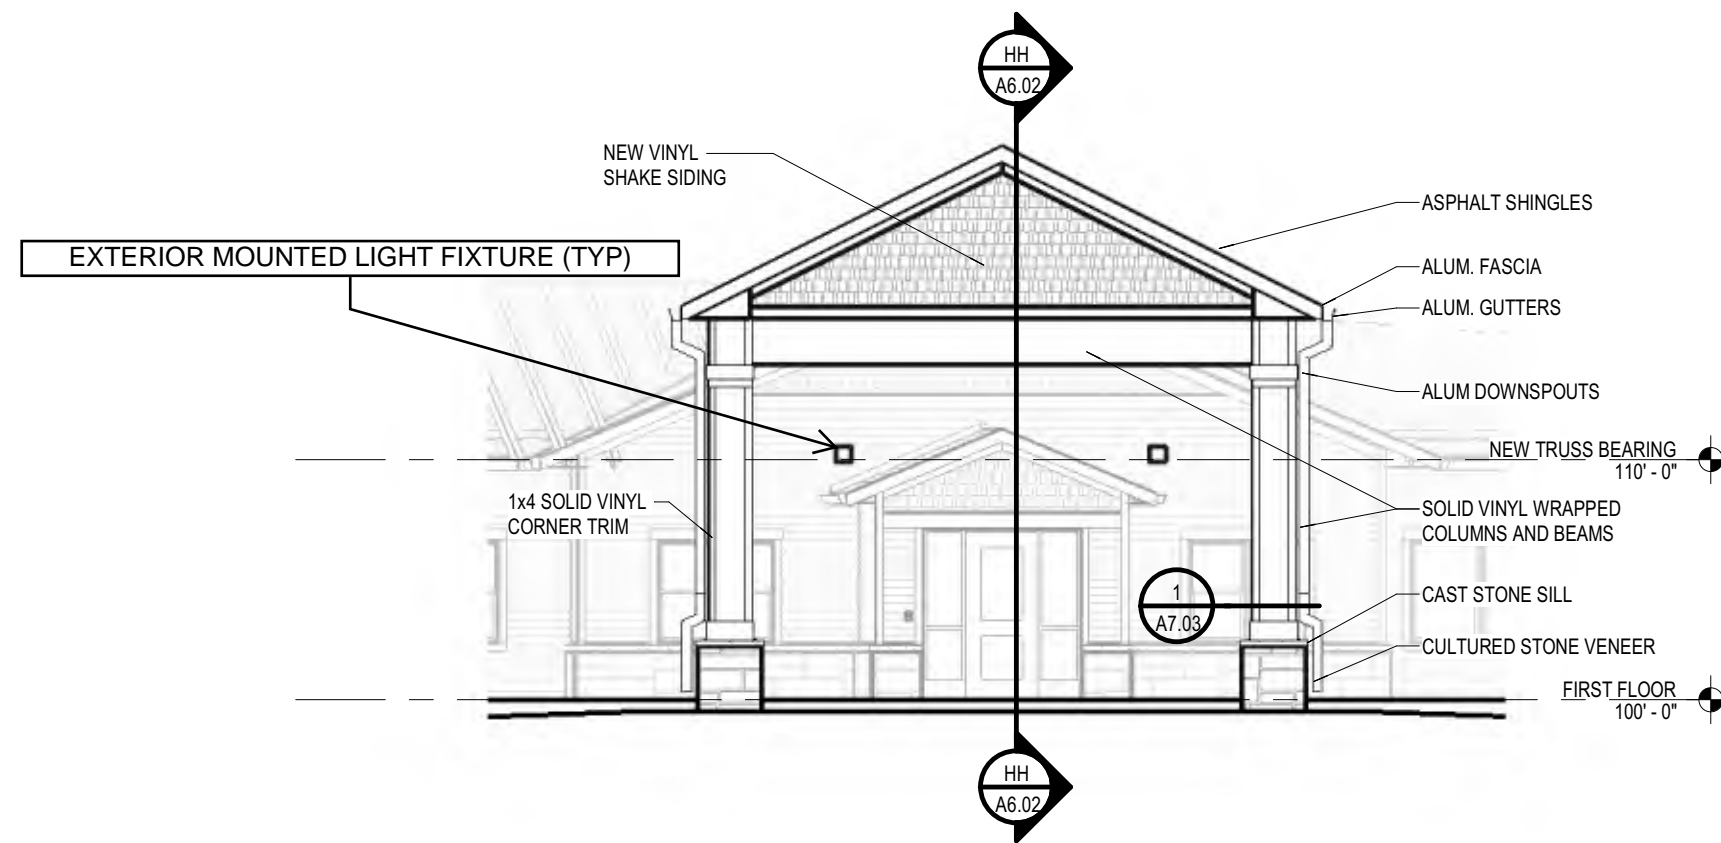 HH
A6.02
NEW VINYL
SHAKE SIDING
ASPHALT SHINGLES
EXTERIOR MOUNTED LIGHT FIXTURE (TYP)
ALUM. FASCIA
ALUM. GUTTERS
ALUM DOWNSPOUTS
NEW TRUSS BEARING
110' - 0"
1x4 SOLID VINYL
CORNER TRIM
SOLID VINYL WRAPPED
COLUMNS AND BEAMS
1
A7.03
CAST STONE SILL
CULTURED STONE VENEER
FIRST FLOOR
100' - 0"
HH
A6.02